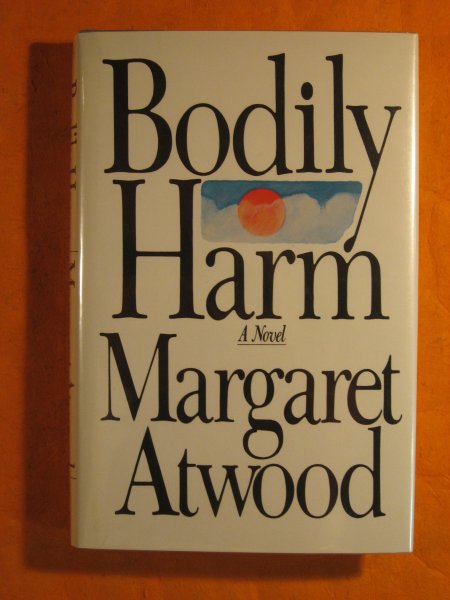 Bodily
Harm
A Novel
Margaret
Atwood